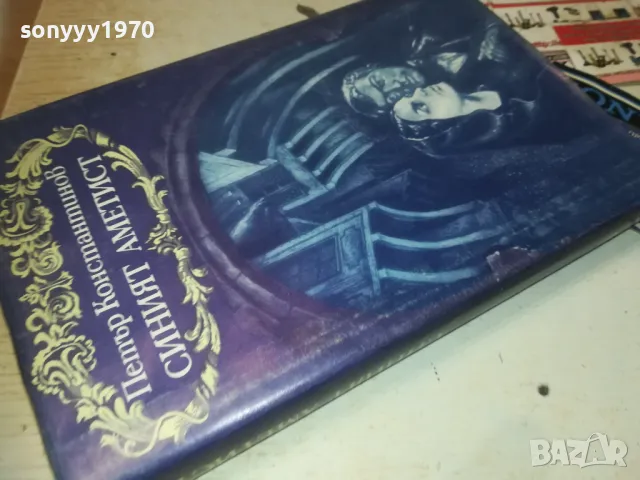 sonyyy1970
Петър Константинов
СИНИЯТ АМЕТИСТ
bazar